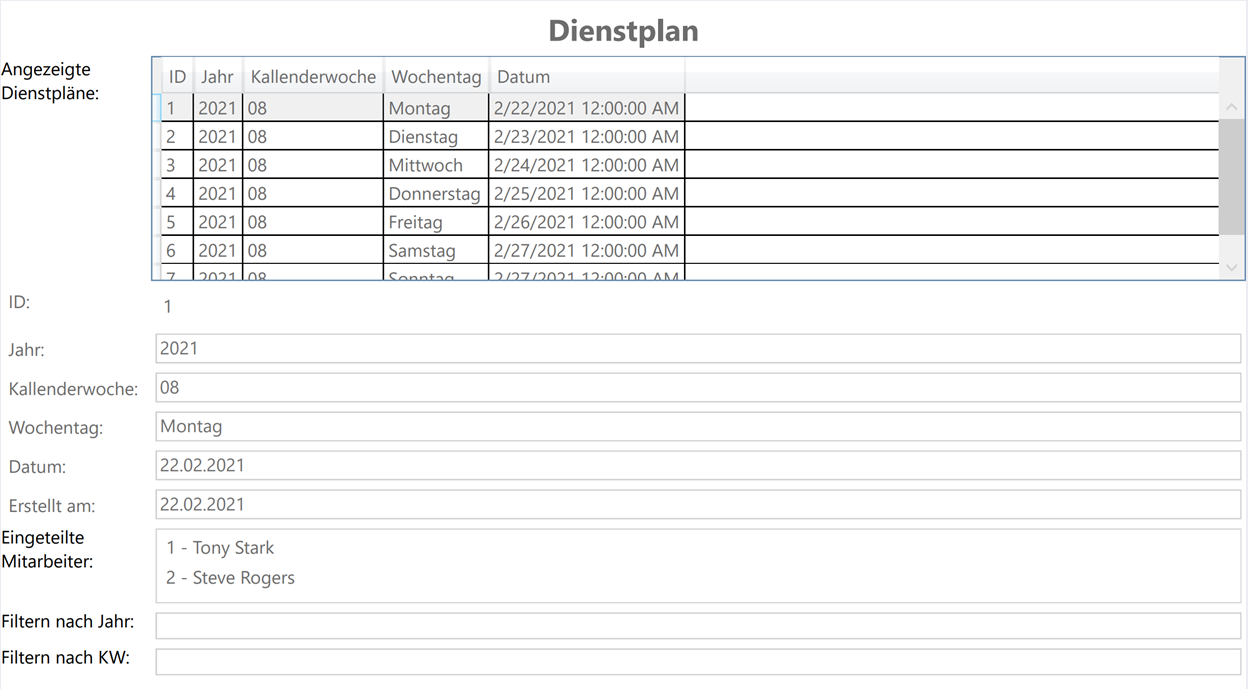 Dienstplan
Angezeigte
Dienstpläne:
ID Jahr Kallenderwoche Wochentag Datum
1 2021 08 Montag 2/22/2021 12:00:00 AM
2 2021 08 Dienstag 2/23/2021 12:00:00 AM
3 2021 08 Mittwoch 2/24/2021 12:00:00 AM
4 2021 08 Donnerstag 2/25/2021 12:00:00 AM
5 2021 08 Freitag 2/26/2021 12:00:00 AM
6 2021 08 Samstag 2/27/2021 12:00:00 AM
7 2021 08 Sonntag 2/27/2021 12:00:00 AM
ID: 1
Jahr: 2021
Kallenderwoche: 08
Wochentag: Montag
Datum: 22.02.2021
Erstellt am: 22.02.2021
Eingeteilte
Mitarbeiter:
1 - Tony Stark
2 - Steve Rogers
Filtern nach Jahr:
Filtern nach KW: